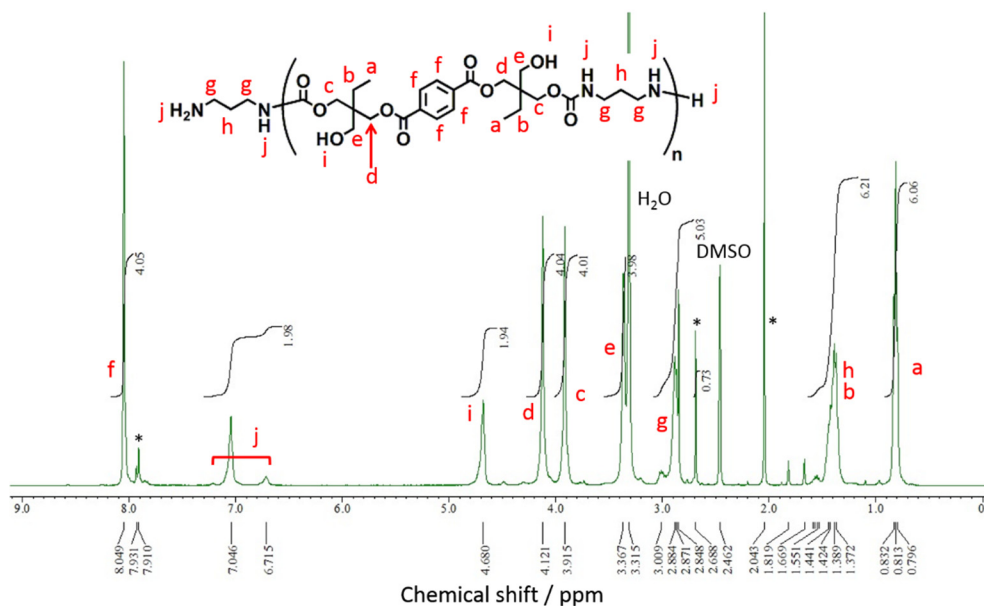 i
a O d e OH j j
b f f O H h H
g g O c O O c O N N H j
j H2N h N H O f f O a b O g g
j HO e
i d n
H2O
DMSO
4.05 1.98 1.94 4.04 4.01 3.98 5.03 0.73 6.21 6.06
f * j i d c e g * * h a
b
9.0 8.0 7.0 6.0 5.0 4.0 3.0 2.0 1.0 0
8.049
7.931
7.910
7.046
6.715
4.680
4.121
3.915
3.367
3.315
3.009
2.884
2.871
2.848
2.688
2.462
2.043
1.819
1.669
1.551
1.441
1.424
1.389
1.372
0.832
0.813
0.796
Chemical shift / ppm